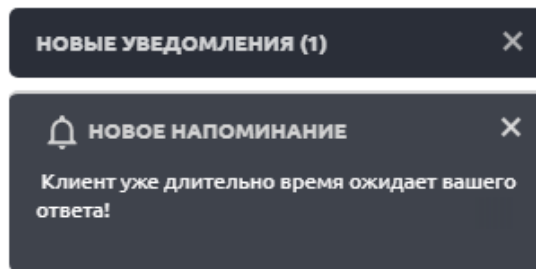 НОВЫЕ УВЕДОМЛЕНИЯ (1)
НОВОЕ НАПОМИНАНИЕ
Клиент уже длительно время ожидает вашего
ответа!